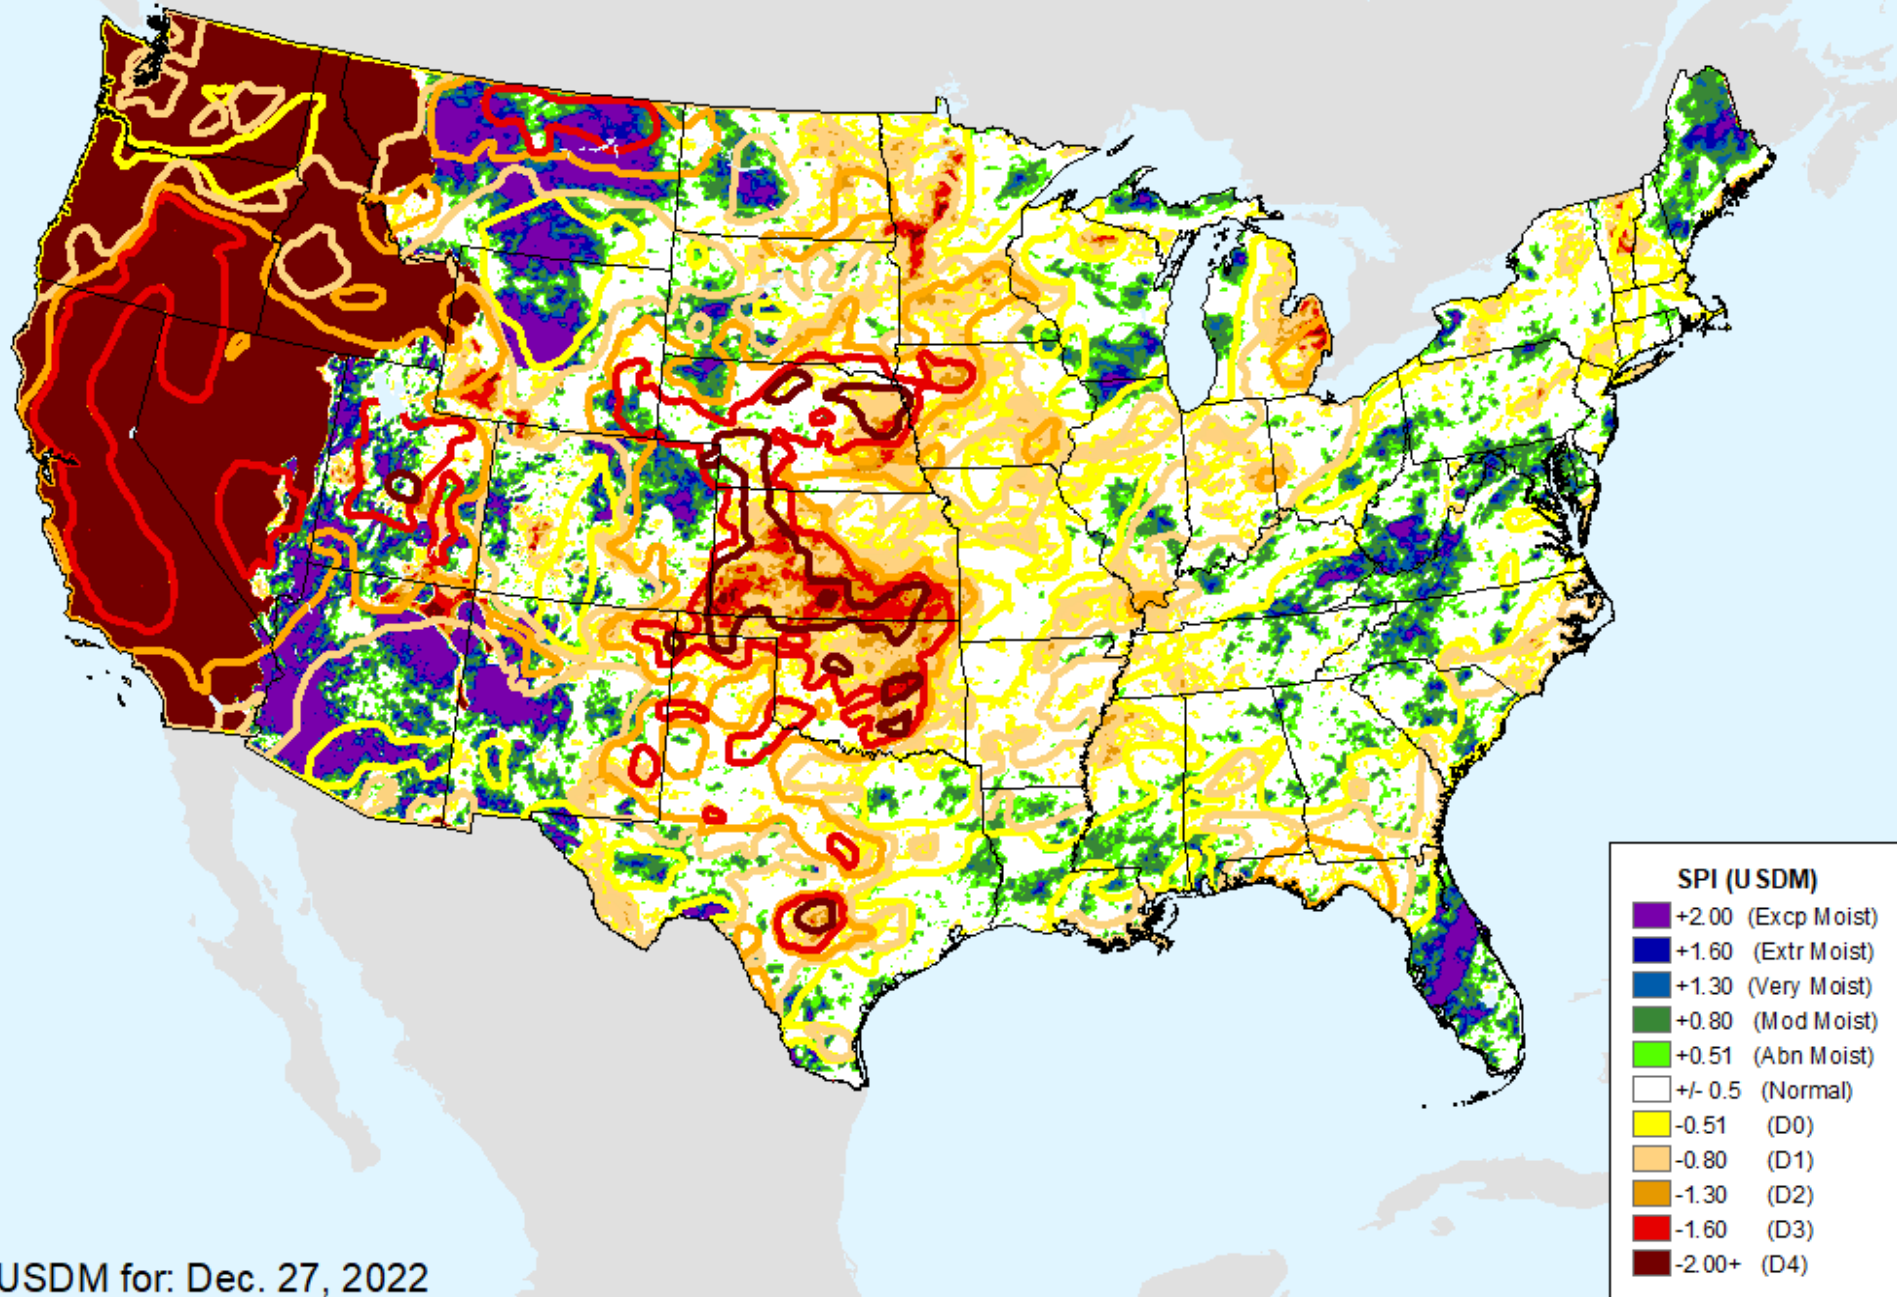 SPI (USDM)
+2.00 (Excp Moist)
+1.60 (Extr Moist)
+1.30 (Very Moist)
+0.80 (Mod Moist)
+0.51 (Abn Moist)
+/- 0.5 (Normal)
-0.51 (D0)
-0.80 (D1)
-1.30 (D2)
-1.60 (D3)
-2.00+ (D4)
USDM for: Dec. 27, 2022